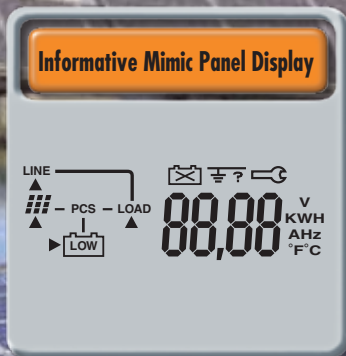 Informative Mimic Panel Display
LINE
PCS
LOAD
LOW
?
88,88
V
KWH
AHz
°F°C